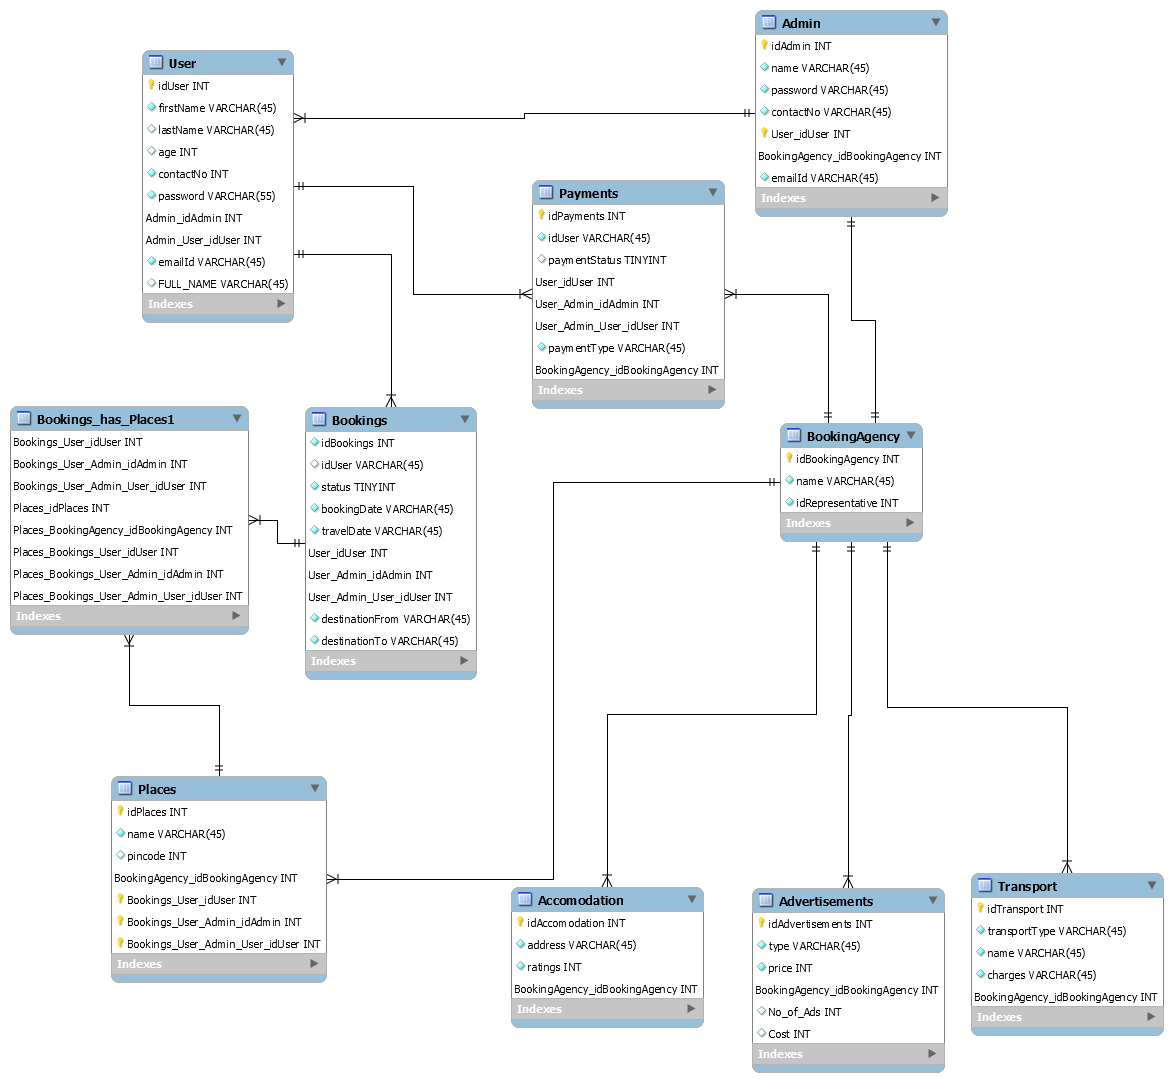 Admin
idAdmin INT
name VARCHAR(45)
password VARCHAR(45)
contactNo VARCHAR(45)
User_idUser INT
BookingAgency_idBookingAgency INT
emailId VARCHAR(45)
Indexes
User
idUser INT
firstName VARCHAR(45)
lastName VARCHAR(45)
age INT
contactNo INT
password VARCHAR(55)
Admin_idAdmin INT
Admin_User_idUser INT
emailId VARCHAR(45)
FULL_NAME VARCHAR(45)
Indexes
Payments
idPayments INT
idUser VARCHAR(45)
paymentStatus TINYINT
User_idUser INT
User_Admin_idAdmin INT
User_Admin_User_idUser INT
paymentType VARCHAR(45)
BookingAgency_idBookingAgency INT
Indexes
Bookings_has_Places1
Bookings_User_idUser INT
Bookings_User_Admin_idAdmin INT
Bookings_User_Admin_User_idUser INT
Places_idPlaces INT
Places_BookingAgency_idBookingAgency INT
Places_Bookings_User_idUser INT
Places_Bookings_User_Admin_idAdmin INT
Places_Bookings_User_Admin_User_idUser INT
Indexes
Bookings
idBookings INT
idUser VARCHAR(45)
status TINYINT
bookingDate VARCHAR(45)
travelDate VARCHAR(45)
User_idUser INT
User_Admin_idAdmin INT
User_Admin_User_idUser INT
destinationFrom VARCHAR(45)
destinationTo VARCHAR(45)
Indexes
BookingAgency
idBookingAgency INT
name VARCHAR(45)
idRepresentative INT
Indexes
Places
idPlaces INT
name VARCHAR(45)
pincode INT
BookingAgency_idBookingAgency INT
Bookings_User_idUser INT
Bookings_User_Admin_idAdmin INT
Bookings_User_Admin_User_idUser INT
Indexes
Accomodation
idAccomodation INT
address VARCHAR(45)
ratings INT
BookingAgency_idBookingAgency INT
Indexes
Advertisements
idAdvertisements INT
type VARCHAR(45)
price INT
BookingAgency_idBookingAgency INT
No_of_Ads INT
Cost INT
Indexes
Transport
idTransport INT
transportType VARCHAR(45)
name VARCHAR(45)
charges VARCHAR(45)
BookingAgency_idBookingAgency INT
Indexes